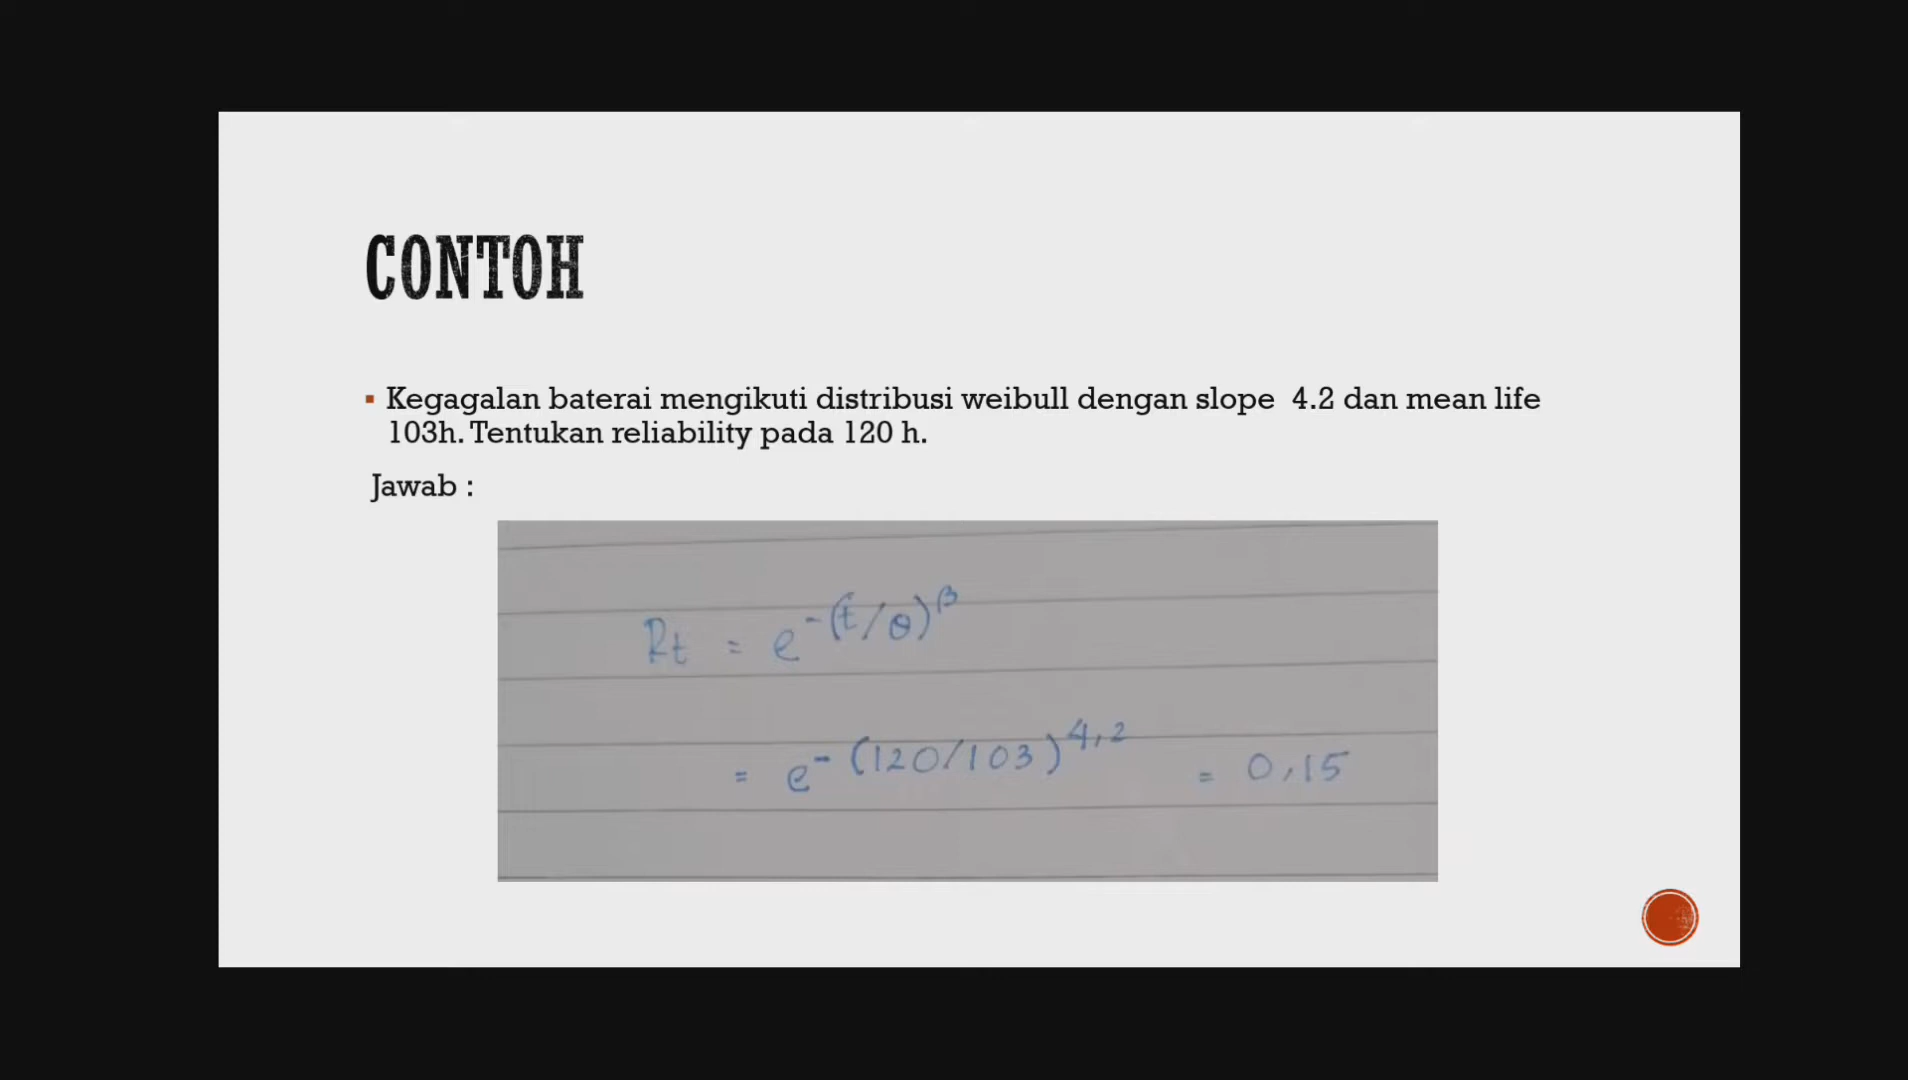 CONTOH
▪ Kegagalan baterai mengikuti distribusi weibull dengan slope 4.2 dan mean life
103h. Tentukan reliability pada 120 h.
Jawab :
Rt = e^-(t/θ)^β
= e^-(120/103)^4,2 = 0,15